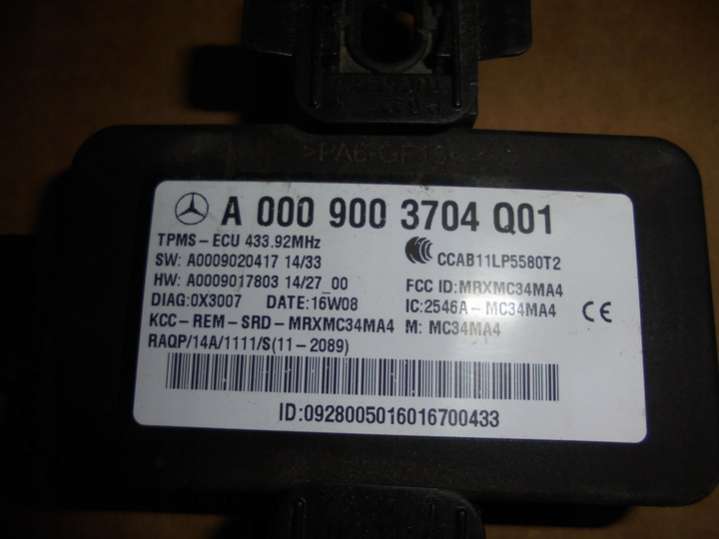 >PA6-GF
A 000 900 3704 Q01
TPMS-ECU 433.92MHz
CCAB11LP5580T2
SW: A0009020417 14/33
HW: A0009017803 14/27_00
FCC ID:MRXMC34MA4
DIAG:0X3007 DATE:16W08
IC:2546A-MC34MA4
CE
KCC-REM-SRD-MRXMC34MA4
M: MC34MA4
RAQP/14A/1111/S(11-2089)
ID:0928005016016700433